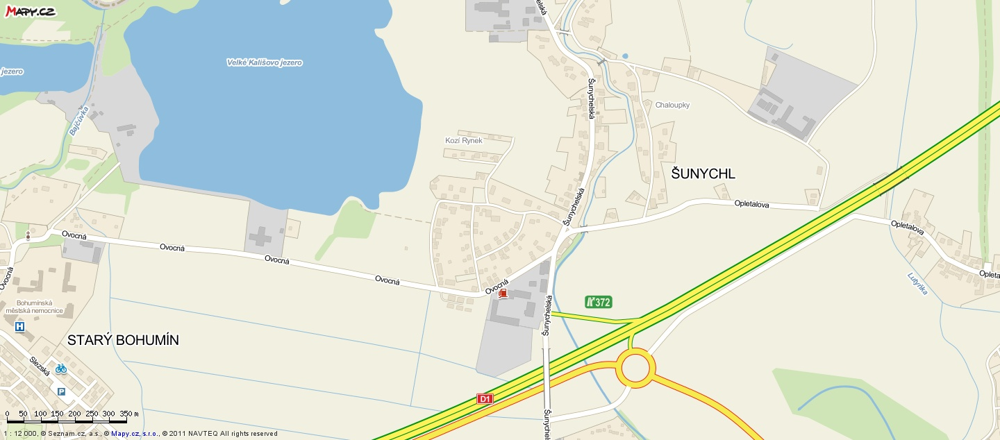 MAPY.CZ
Šunychelská
Velké Kališovo jezero
jezero
Šunychelská
Chaloupky
Bajčůvka
Kozí Rynek
ŠUNYCHL
Šunychelská
Opletalova
Opletalova
Ovocná
Ovocná
Ovocná
Ovocná
Ovocná
Ovocná
Opleta
Lutyňka
372
Bohumínská
městská nemocnice
H
Šunychelská
STARÝ BOHUMÍN
Slezská
P
D1
0 50 100 150 200 250 300 350 m
Šunychels
1 : 12 000, © Seznam.cz, a.s., © Mapy.cz, s.r.o., © 2011 NAVTEQ All rights reserved